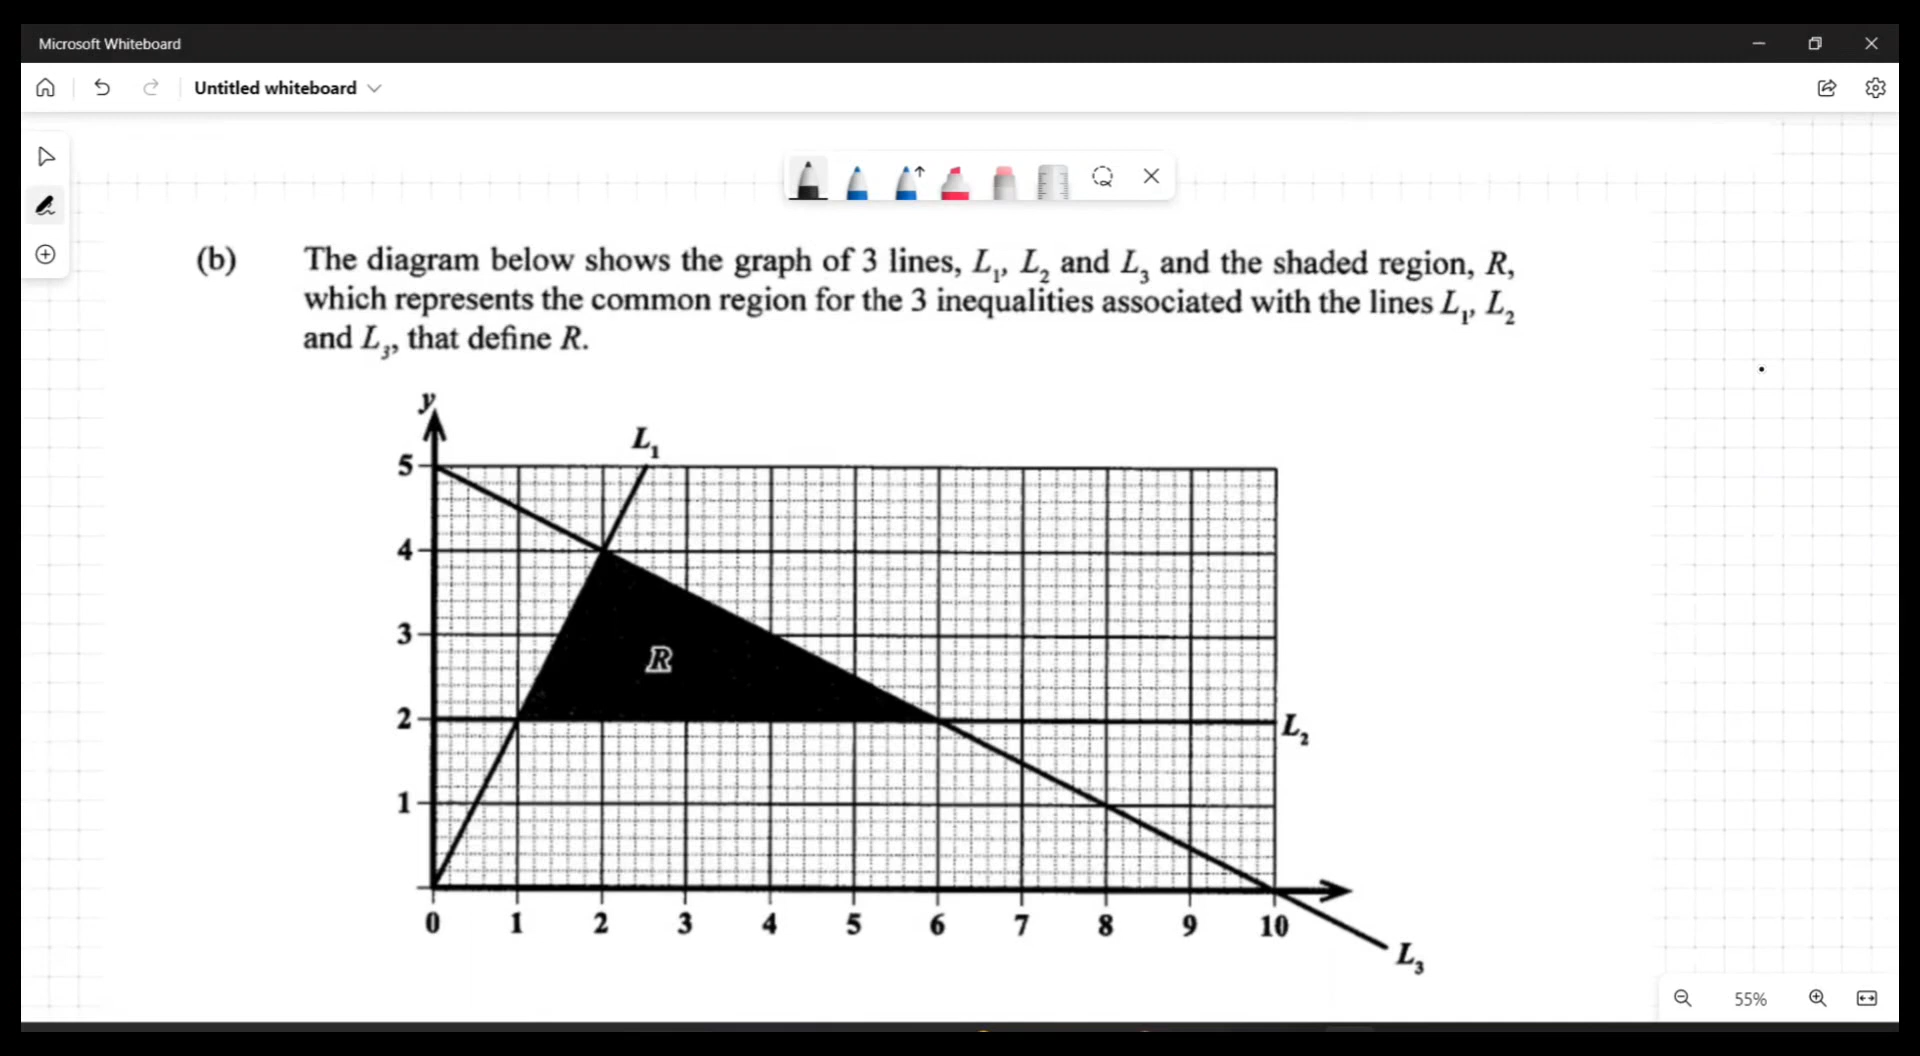 Microsoft Whiteboard
Untitled whiteboard
(b) The diagram below shows the graph of 3 lines, L₁, L₂ and L₃ and the shaded region, R,
which represents the common region for the 3 inequalities associated with the lines L₁, L₂
and L₃, that define R.
y
L₁
5
4
3
R
2
L₂
1
0 1 2 3 4 5 6 7 8 9 10
L₃
55%